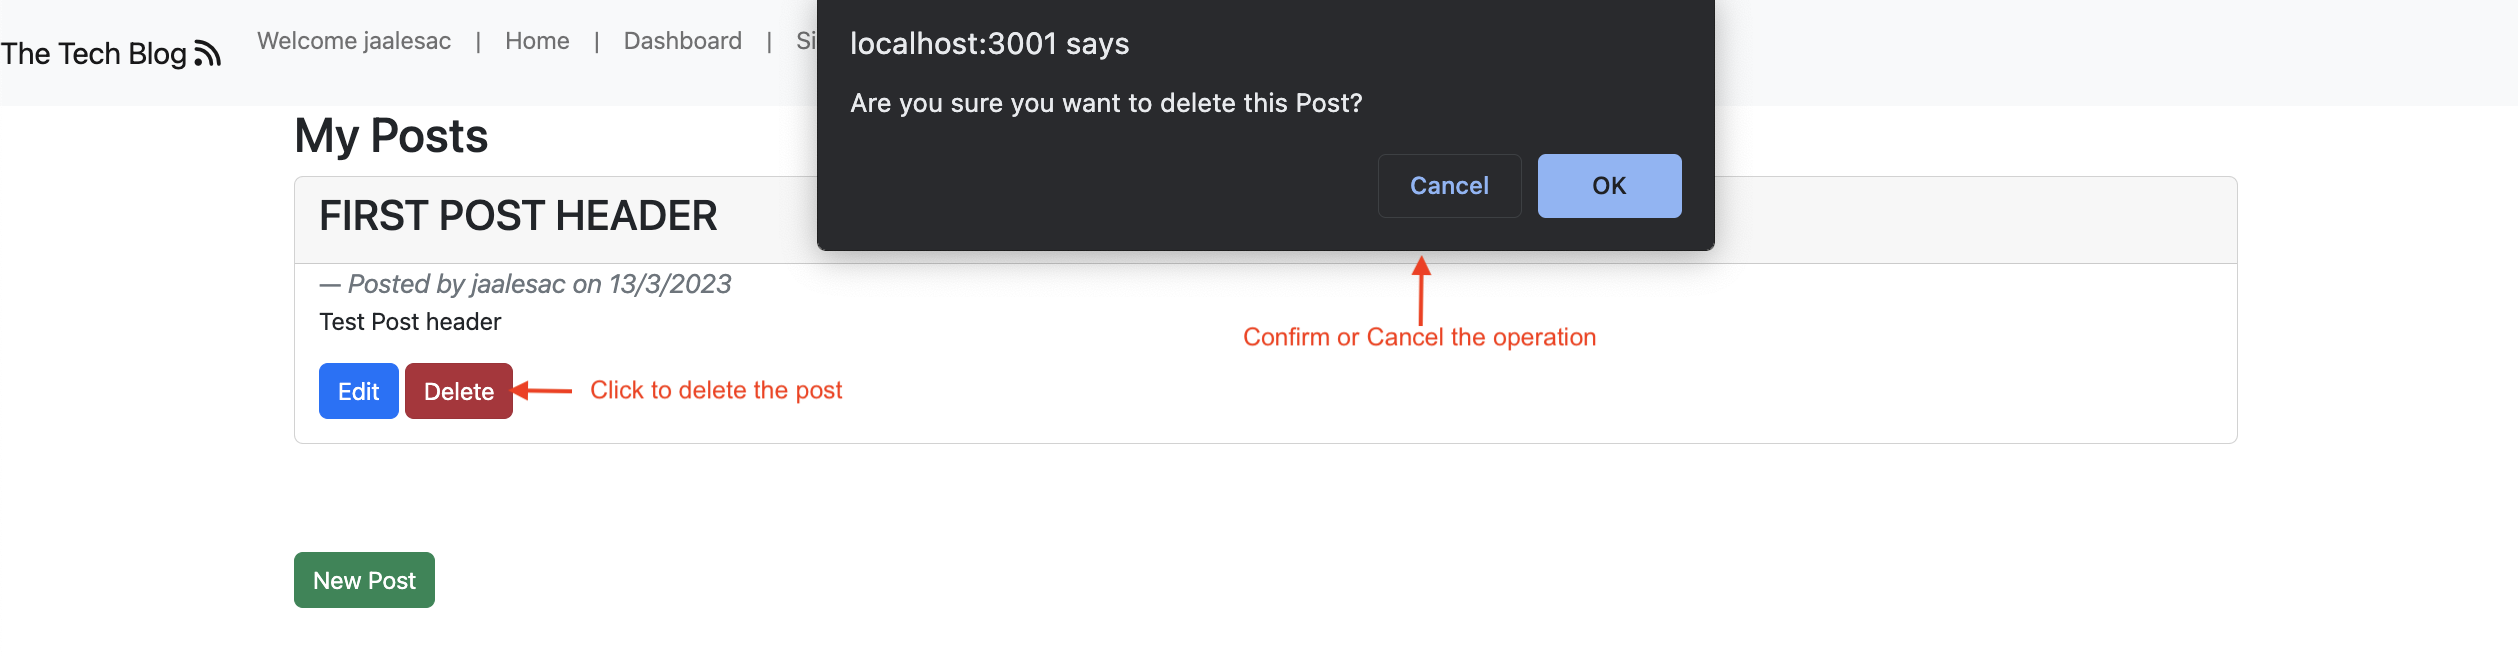 The Tech Blog
Welcome jaalesac | Home | Dashboard |
localhost:3001 says
Are you sure you want to delete this Post?
Cancel OK
My Posts
FIRST POST HEADER
— Posted by jaalesac on 13/3/2023
Test Post header
Confirm or Cancel the operation
Edit Delete
Click to delete the post
New Post